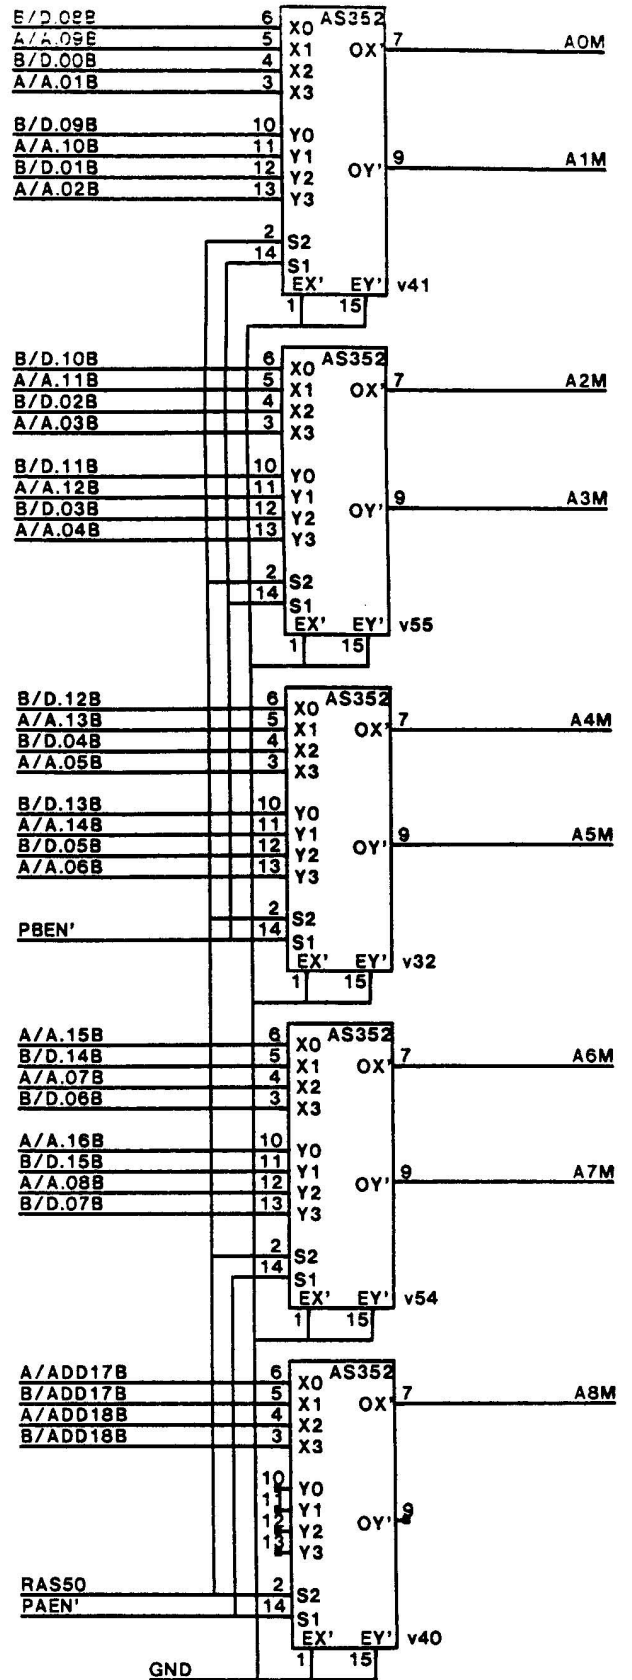 B/D.08B 6 X0 AS352
A/A.09B 5 X1 OX' 7 A0M
B/D.00B 4 X2
A/A.01B 3 X3
B/D.09B 10 Y0
A/A.10B 11 Y1
B/D.01B 12 Y2 OY' 9 A1M
A/A.02B 13 Y3
2 S2
14 S1
EX' EY' v41
1 15
B/D.10B 6 X0 AS352
A/A.11B 5 X1 OX' 7 A2M
B/D.02B 4 X2
A/A.03B 3 X3
B/D.11B 10 Y0
A/A.12B 11 Y1
B/D.03B 12 Y2 OY' 9 A3M
A/A.04B 13 Y3
2 S2
14 S1
EX' EY' v55
1 15
B/D.12B 6 X0 AS352
A/A.13B 5 X1 OX' 7 A4M
B/D.04B 4 X2
A/A.05B 3 X3
B/D.13B 10 Y0
A/A.14B 11 Y1
B/D.05B 12 Y2 OY' 9 A5M
A/A.06B 13 Y3
2 S2
PBEN' 14 S1
EX' EY' v32
1 15
A/A.15B 6 X0 AS352
B/D.14B 5 X1 OX' 7 A6M
A/A.07B 4 X2
B/D.06B 3 X3
A/A.16B 10 Y0
B/D.15B 11 Y1
A/A.08B 12 Y2 OY' 9 A7M
B/D.07B 13 Y3
2 S2
14 S1
EX' EY' v54
1 15
A/ADD17B 6 X0 AS352
B/ADD17B 5 X1 OX' 7 A8M
A/ADD18B 4 X2
B/ADD18B 3 X3
10 Y0
11 Y1
12 Y2 OY' 9
13 Y3
RAS50 2 S2
PAEN' 14 S1
EX' EY' v40
1 15
GND